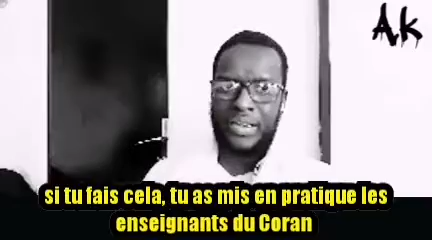 AK
si tu fais cela, tu as mis en pratique les
enseignants du Coran